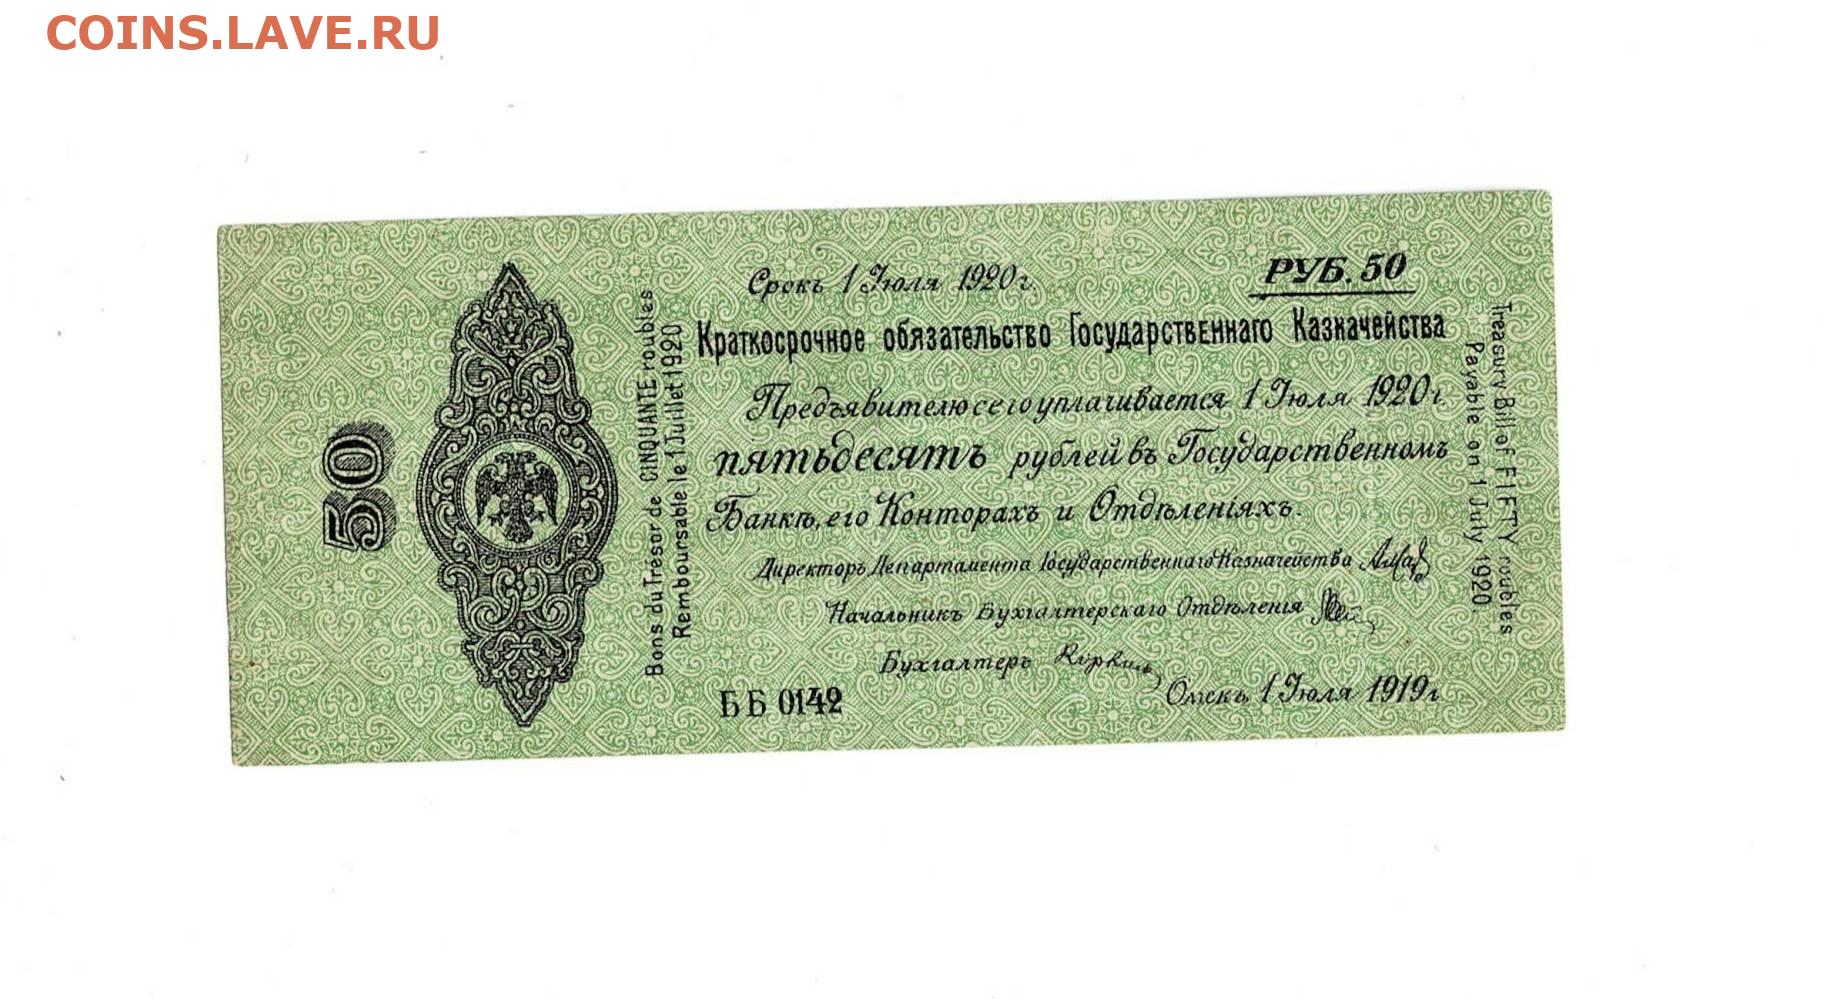 COINS.LAVE.RU
50
Bons du Trésor de CINQUANTE roubles
Remboursable le 1 Juillet 1920
Срокъ 1 Июля 1920 г.
РУБ. 50
Краткосрочное обязательство Государственнаго Казначейства
Предъявителю сего уплачивается 1 Июля 1920 г.
пятьдесятъ рублей въ Государственномъ
Банкѣ, его Конторахъ и Отдѣленіяхъ.
Директоръ Департамента Государственнаго Казначейства
Начальникъ Бухгалтерскаго Отдѣленія
Бухгалтеръ
ББ 0142
Омскъ, 1 Июля 1919 г.
Treasury Bill of FIFTY roubles
Payable on 1 July 1920